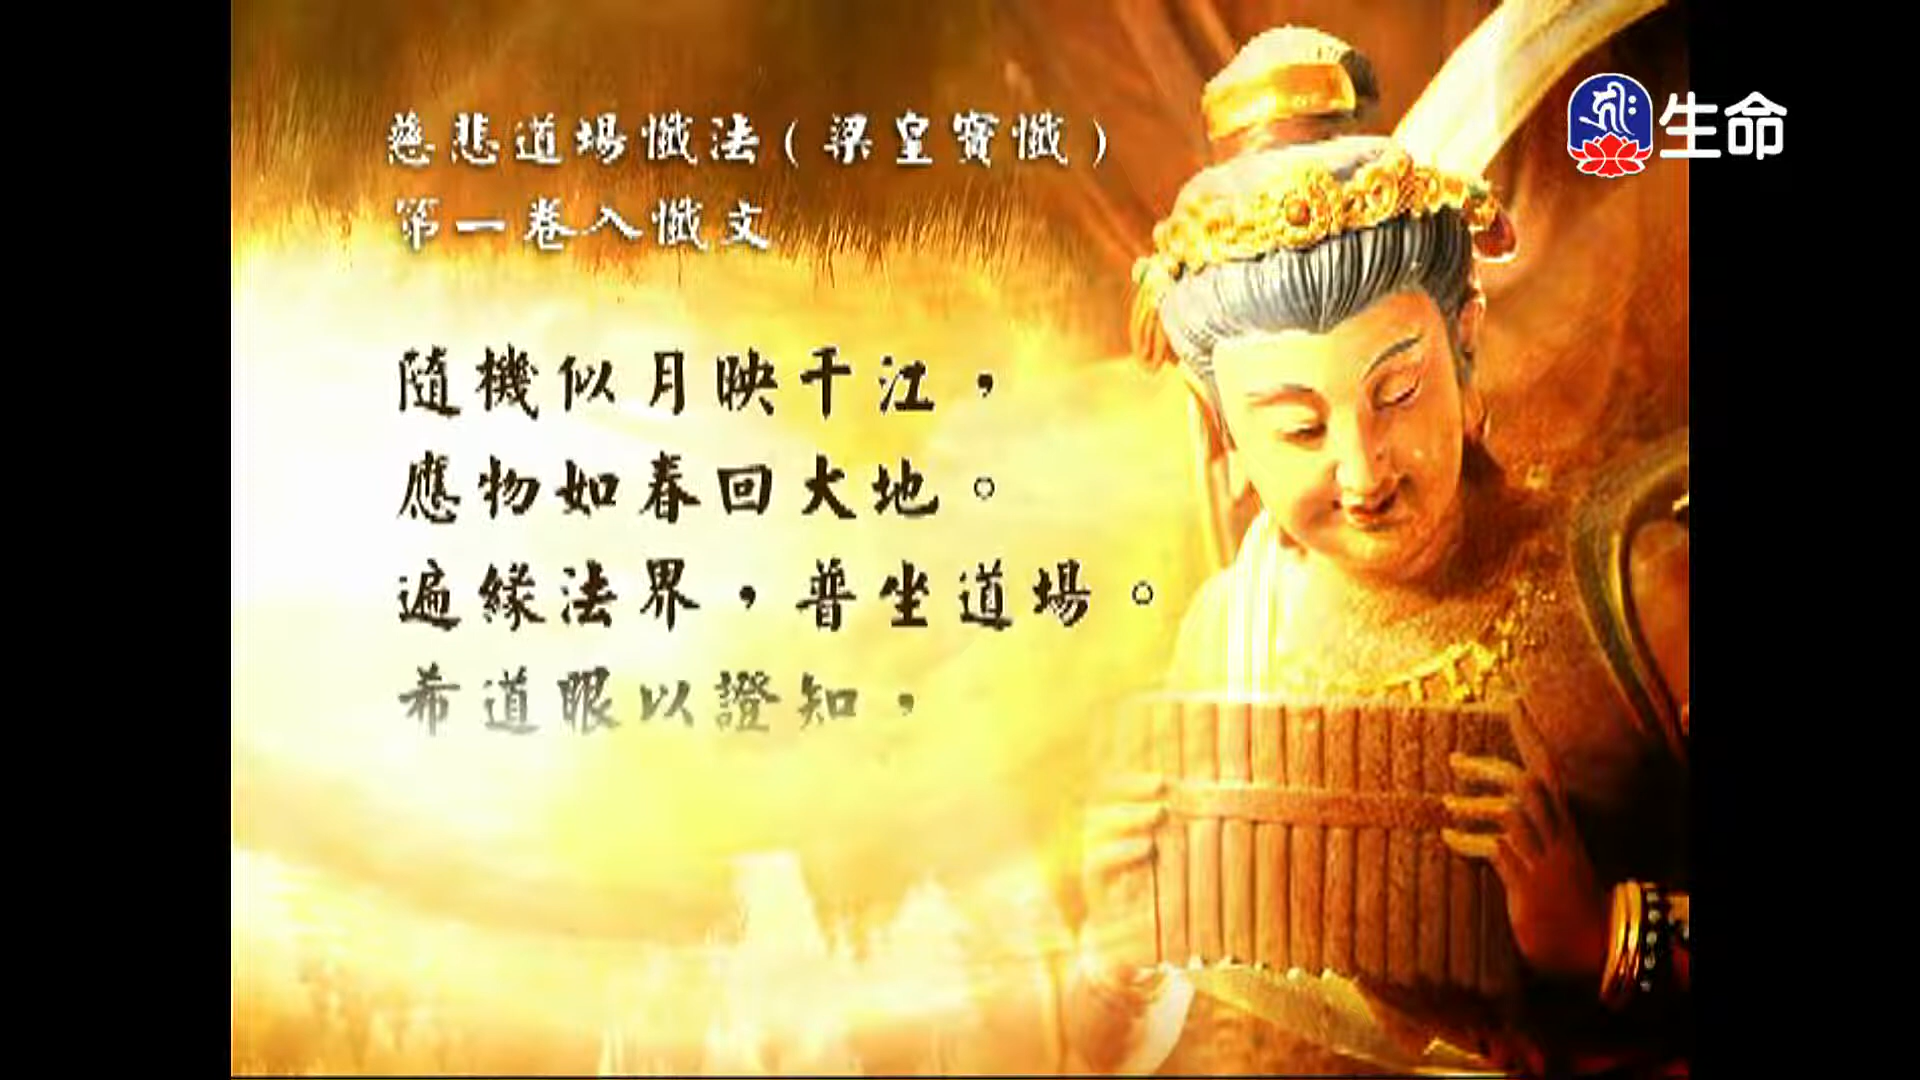 慈悲道場懺法(梁皇寶懺)
第一卷入懺文
生命
隨機似月映千江，
應物如春回大地。
遍緣法界，普坐道場。
希道眼以證知，